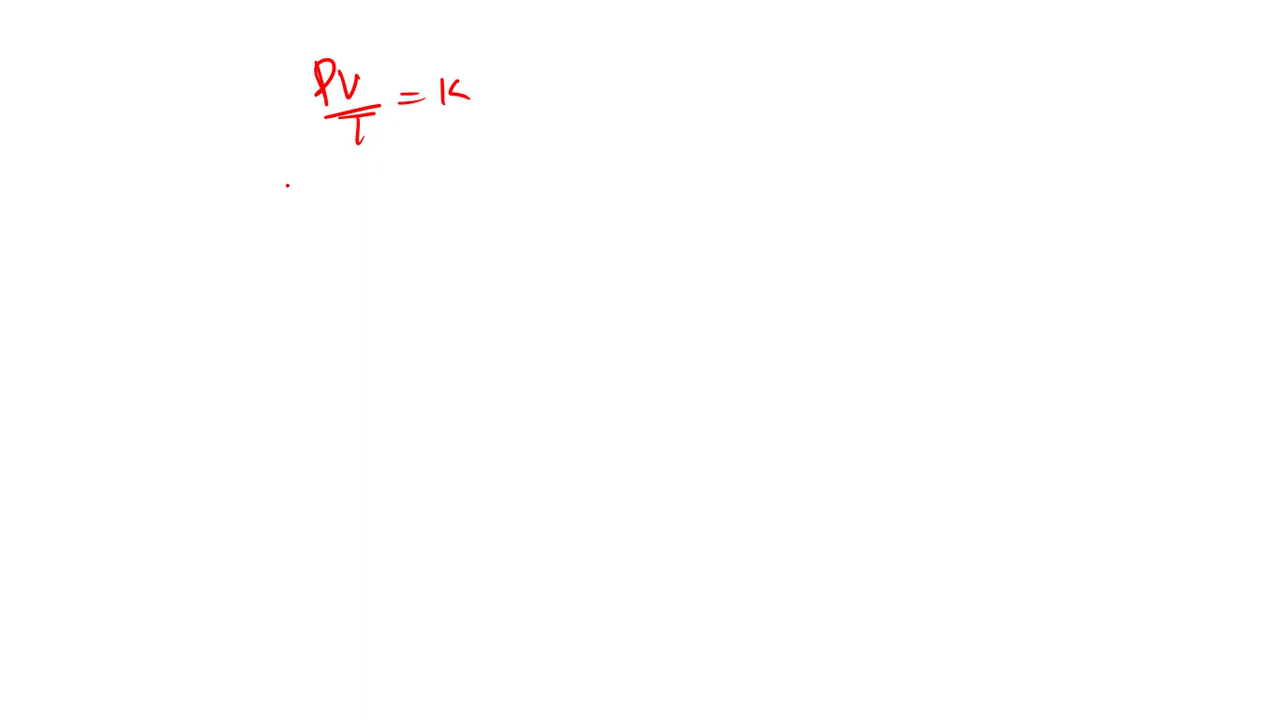 PV/T = K